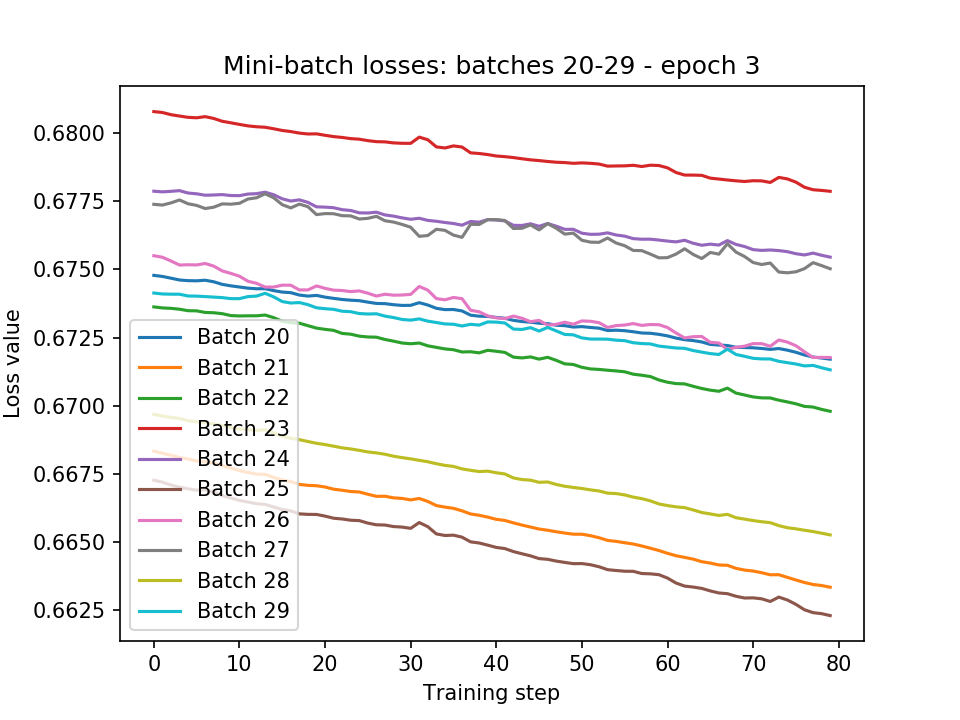 Mini-batch losses: batches 20-29 - epoch 3
Loss value
0.6800
0.6775
0.6750
0.6725
0.6700
0.6675
0.6650
0.6625
Batch 20
Batch 21
Batch 22
Batch 23
Batch 24
Batch 25
Batch 26
Batch 27
Batch 28
Batch 29
0 10 20 30 40 50 60 70 80
Training step